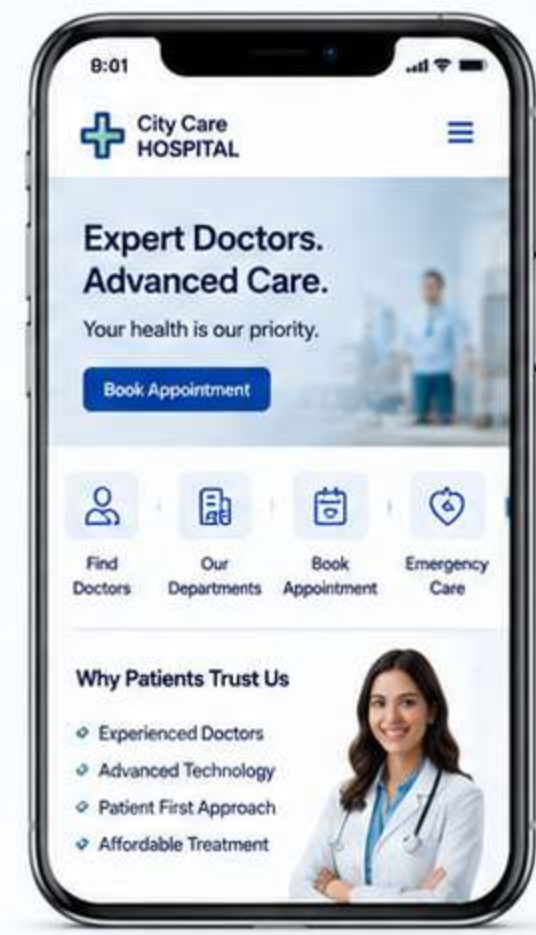 8:01
City Care
HOSPITAL
Expert Doctors.
Advanced Care.
Your health is our priority.
Book Appointment
Find
Doctors
Our
Departments
Book
Appointment
Emergency
Care
Why Patients Trust Us
Experienced Doctors
Advanced Technology
Patient First Approach
Affordable Treatment